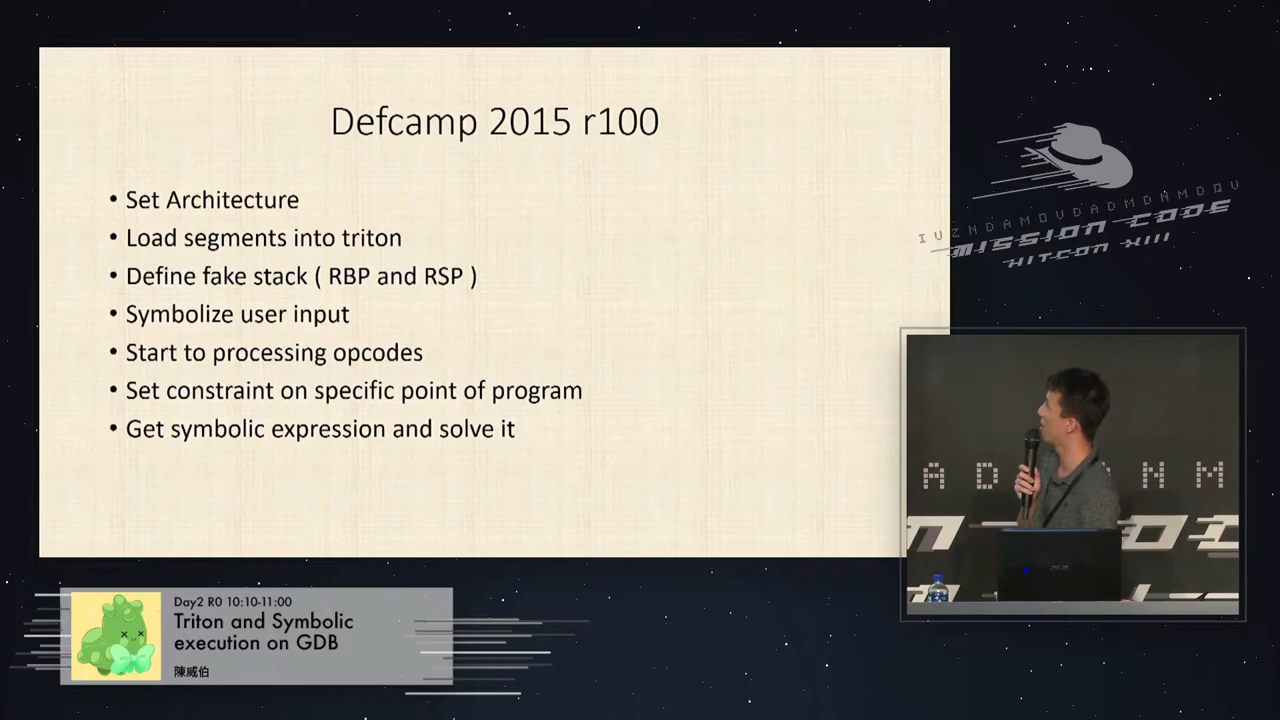 Defcamp 2015 r100
• Set Architecture
• Load segments into triton
• Define fake stack ( RBP and RSP )
• Symbolize user input
• Start to processing opcodes
• Set constraint on specific point of program
• Get symbolic expression and solve it
IVZNDAMOVDADMDNMDQV
MISSION CODE
HITCON XIII
A D
N M
Day2 R0 10:10-11:00
Triton and Symbolic
execution on GDB
陳威伯